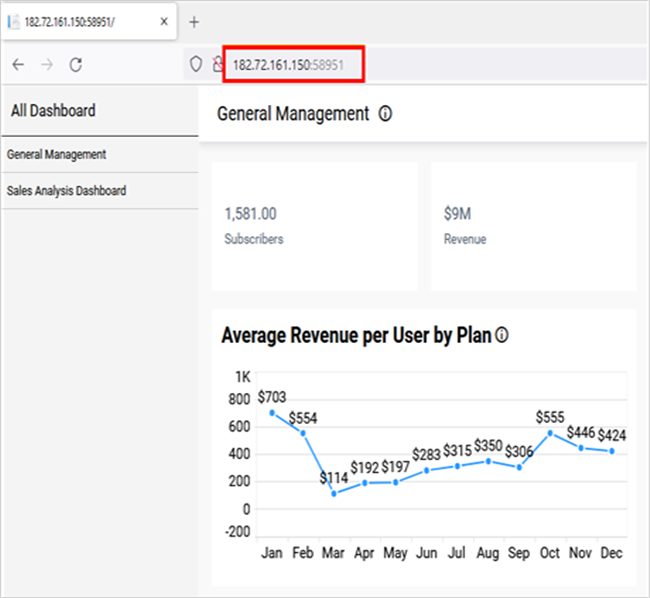 182.72.161.150:58951/
182.72.161.150:58951
All Dashboard
General Management
Sales Analysis Dashboard
General Management
1,581.00
Subscribers
$9M
Revenue
Average Revenue per User by Plan
1K
800
600
400
200
0
-200
$703
$554
$114
$192
$197
$283
$315
$350
$306
$555
$446
$424
Jan Feb Mar Apr May Jun Jul Aug Sep Oct Nov Dec